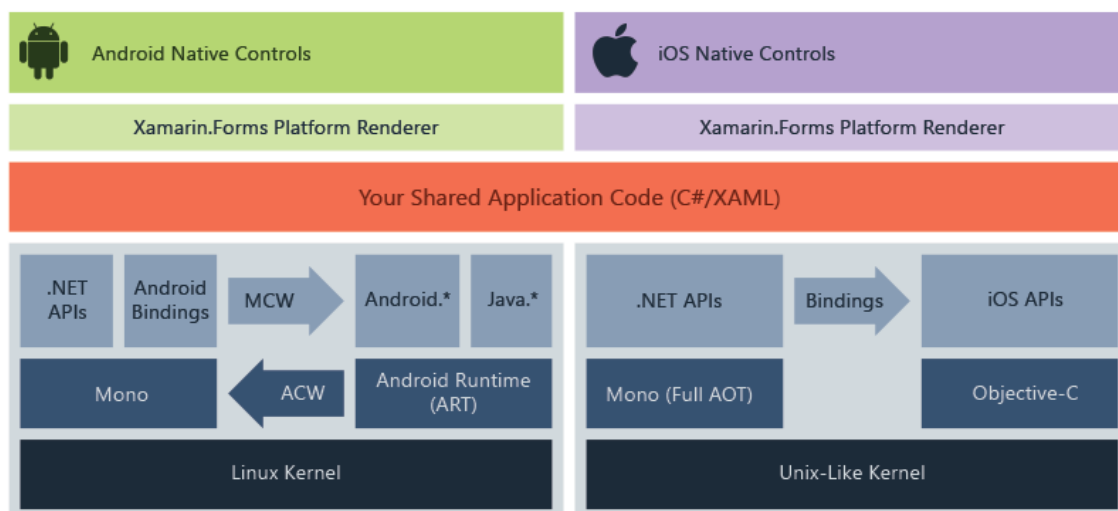 Android Native Controls
iOS Native Controls
Xamarin.Forms Platform Renderer
Xamarin.Forms Platform Renderer
Your Shared Application Code (C#/XAML)
.NET
APIs
Android
Bindings
MCW
Android.*
Java.*
.NET APIs
Bindings
iOS APIs
Mono
ACW
Android Runtime
(ART)
Mono (Full AOT)
Objective-C
Linux Kernel
Unix-Like Kernel